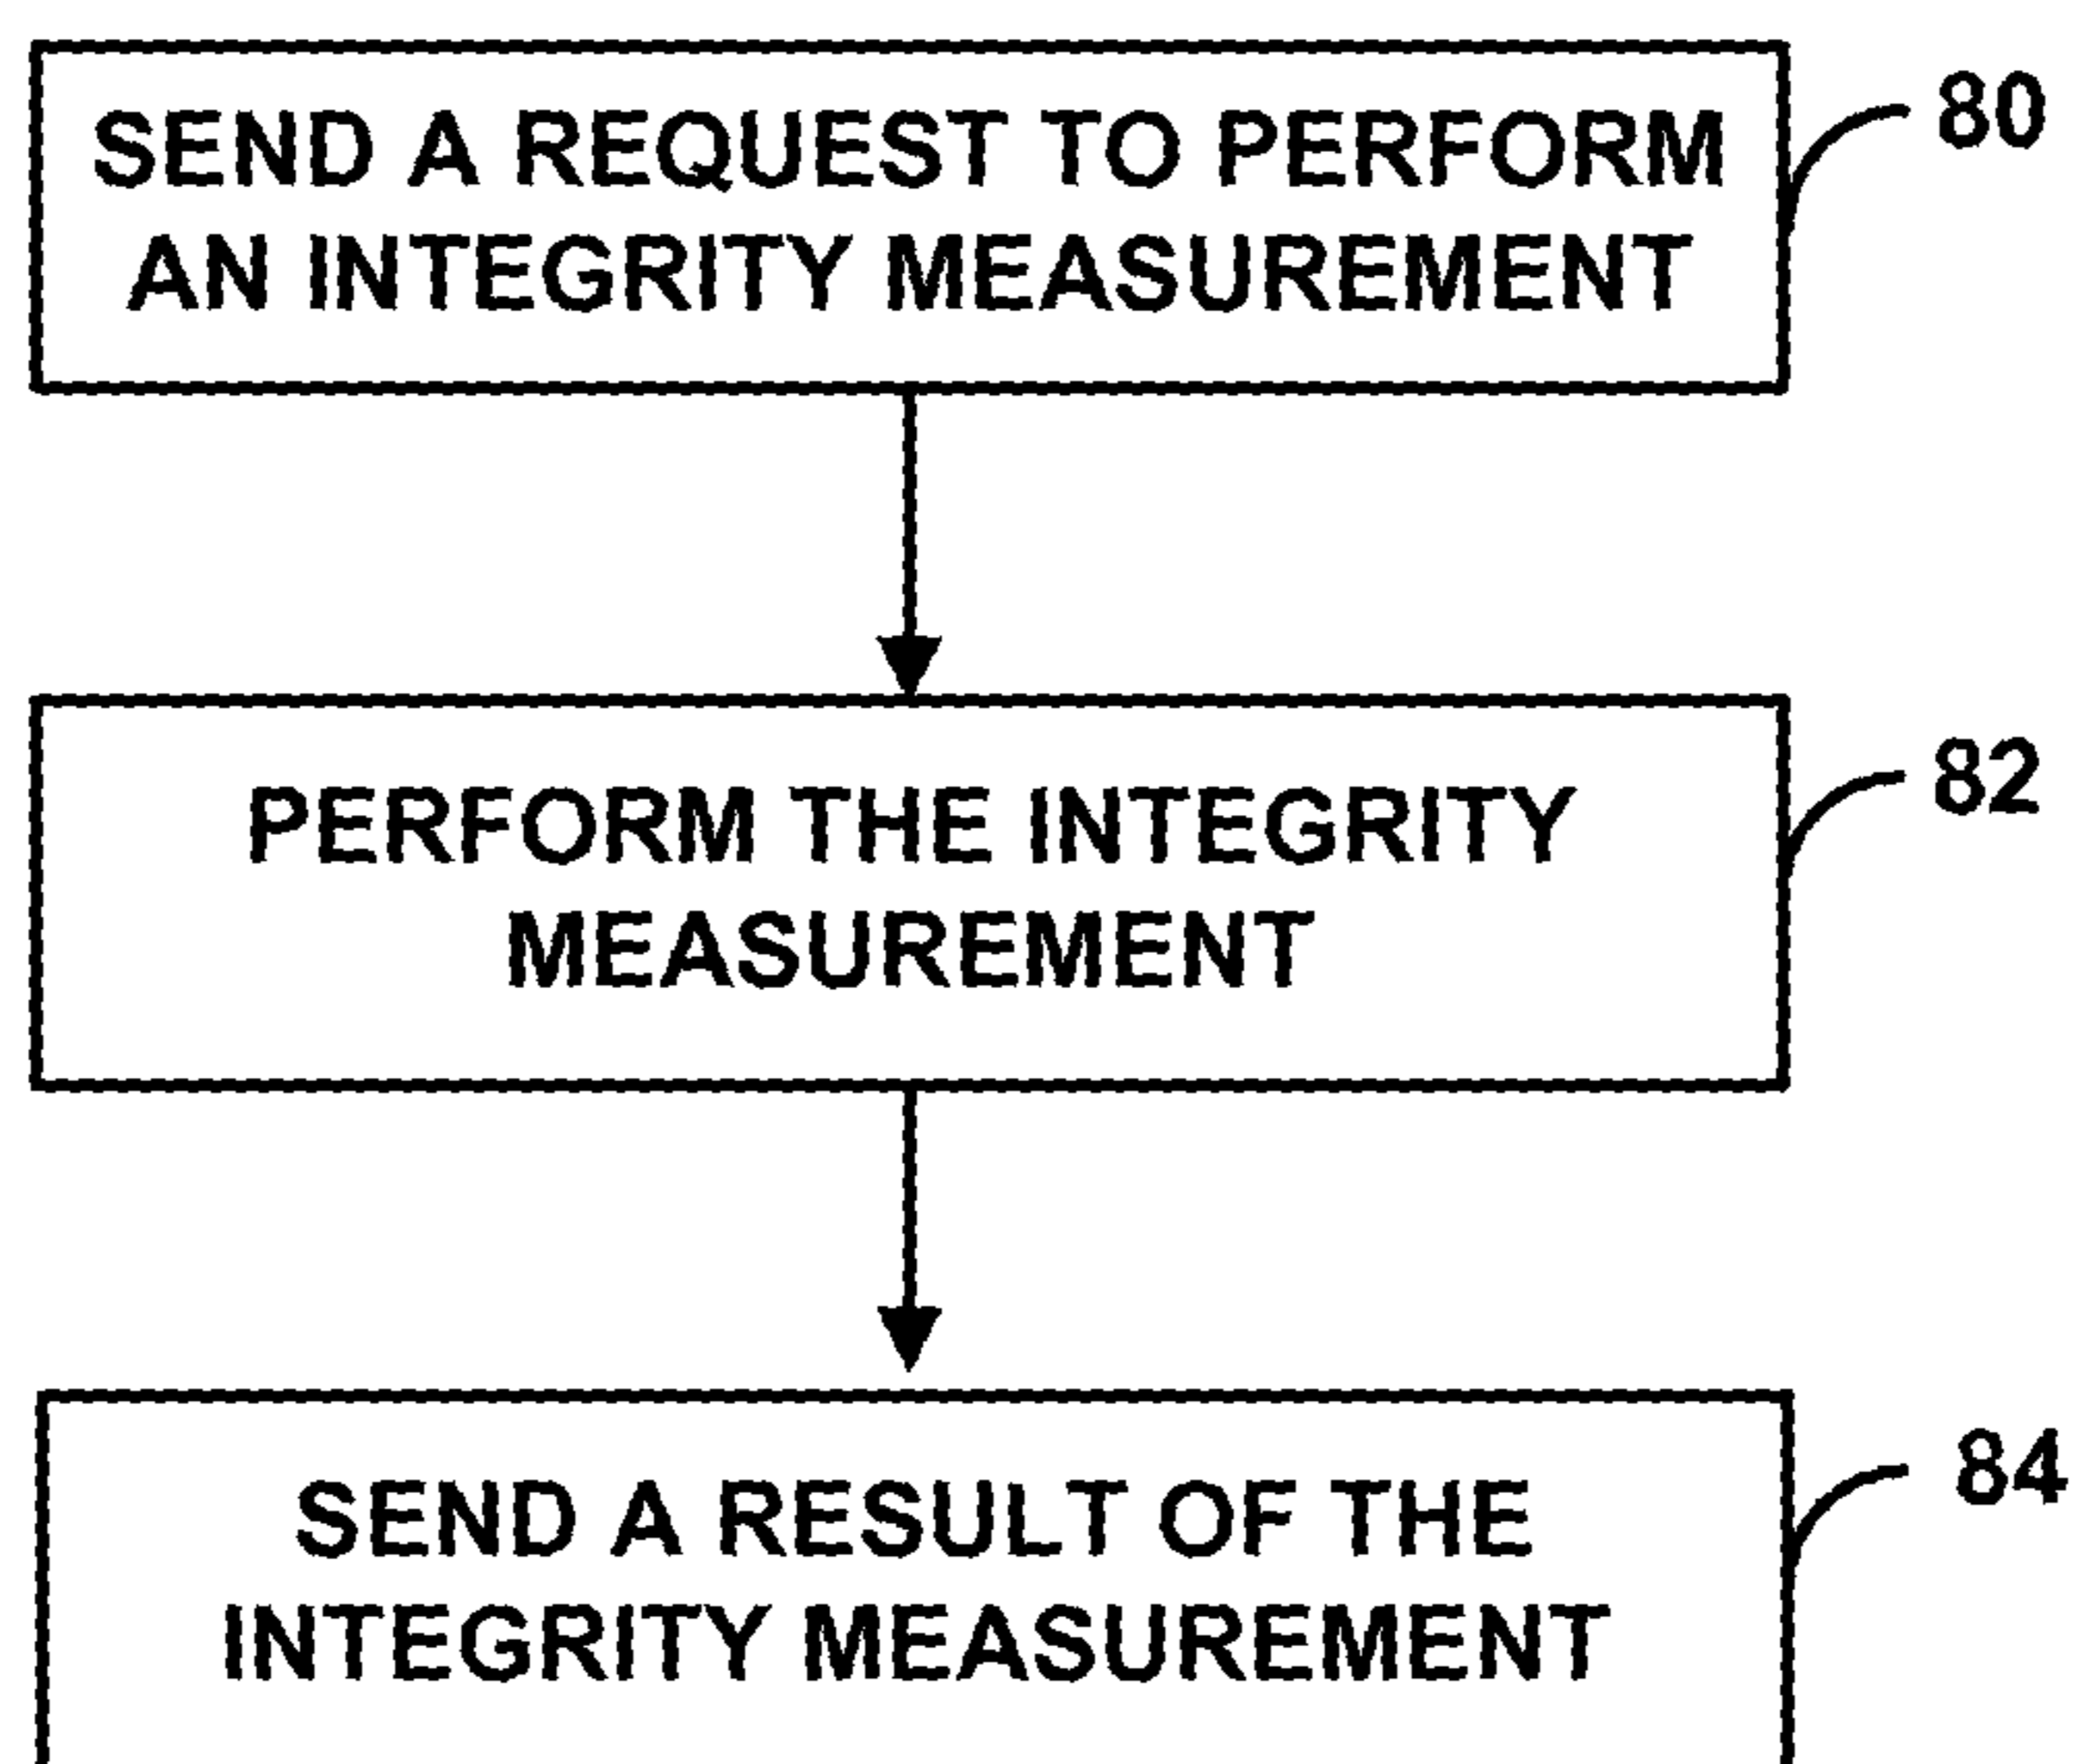 SEND A REQUEST TO PERFORM
AN INTEGRITY MEASUREMENT
80
PERFORM THE INTEGRITY
MEASUREMENT
82
SEND A RESULT OF THE
INTEGRITY MEASUREMENT
84